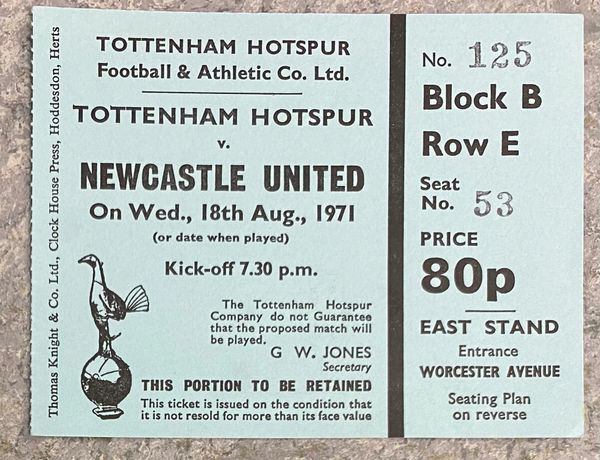 Thomas Knight & Co. Ltd., Clock House Press, Hoddesdon, Herts
TOTTENHAM HOTSPUR
Football & Athletic Co. Ltd.
TOTTENHAM HOTSPUR
v.
NEWCASTLE UNITED
On Wed., 18th Aug., 1971
(or date when played)
Kick-off 7.30 p.m.
The Tottenham Hotspur
Company do not Guarantee
that the proposed match will
be played.
G W. JONES
Secretary
THIS PORTION TO BE RETAINED
This ticket is issued on the condition that
it is not resold for more than its face value
No. 125
Block B
Row E
Seat
No. 53
PRICE
80p
EAST STAND
Entrance
WORCESTER AVENUE
Seating Plan
on reverse